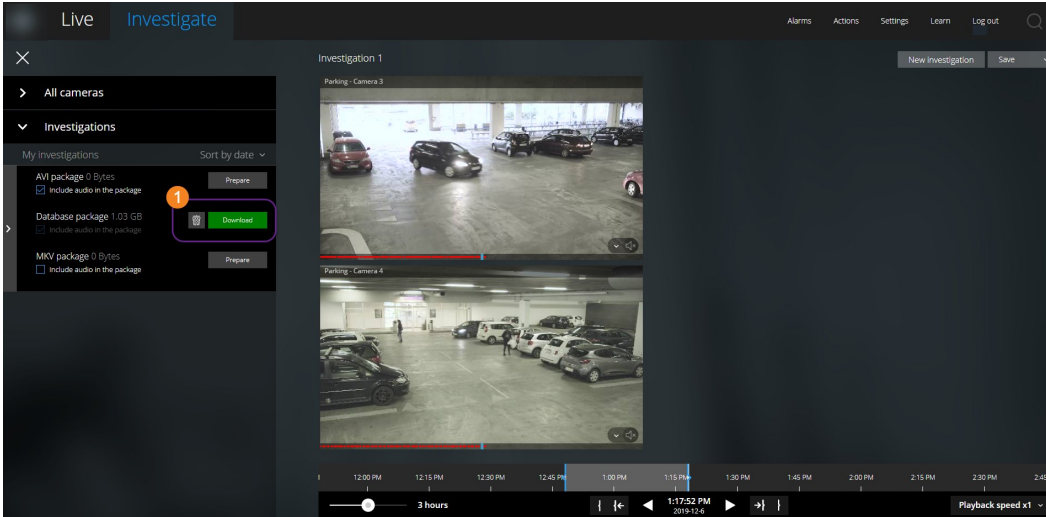 Live Investigate Alarms Actions Settings Learn Log out
Investigation 1 New investigation Save
All cameras
Investigations
My investigations Sort by date
AVI package 0 Bytes Prepare
Include audio in the package
1
Database package 1.03 GB Download
Include audio in the package
MKV package 0 Bytes Prepare
Include audio in the package
Parking - Camera 3
Parking - Camera 4
12:00 PM 12:15 PM 12:30 PM 12:45 PM 1:00 PM 1:15 PM 1:30 PM 1:45 PM 2:00 PM 2:15 PM 2:30 PM 2:45
3 hours 1:17:52 PM Playback speed x1
2019-12-6